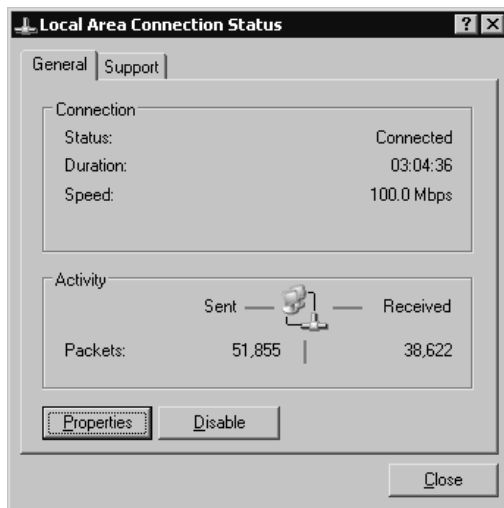 Local Area Connection Status
General Support
Connection
Status: Connected
Duration: 03:04:36
Speed: 100.0 Mbps
Activity
Sent Received
Packets: 51,855 38,622
Properties Disable
Close